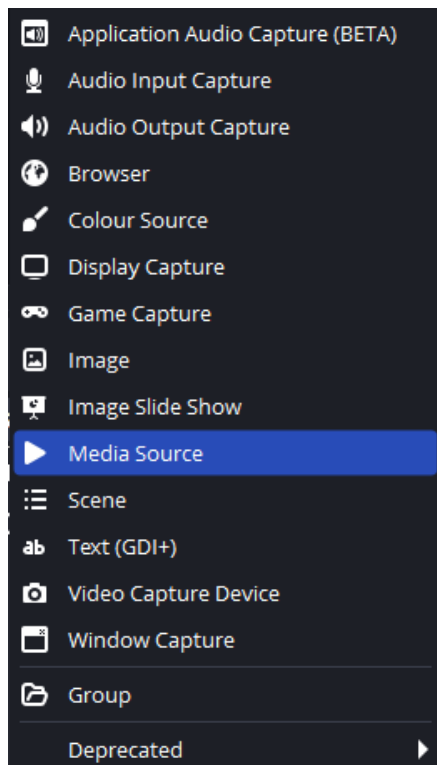 Application Audio Capture (BETA)
Audio Input Capture
Audio Output Capture
Browser
Colour Source
Display Capture
Game Capture
Image
Image Slide Show
Media Source
Scene
ab Text (GDI+)
Video Capture Device
Window Capture
Group
Deprecated